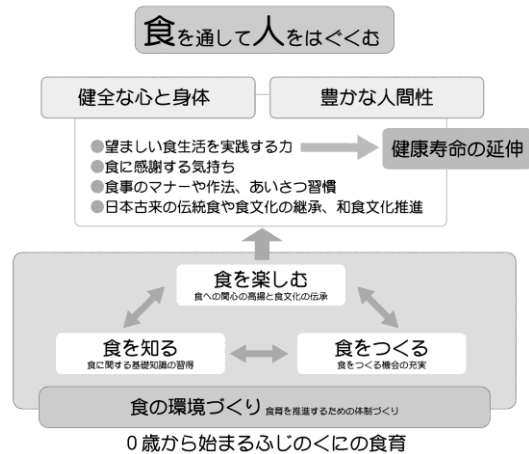 食を通して人をはぐくむ
健全な心と身体
豊かな人間性
●望ましい食生活を実践する力
健康寿命の延伸
●食に感謝する気持ち
●食事のマナーや作法、あいさつ習慣
●日本古来の伝統食や食文化の継承、和食文化推進
食を楽しむ
食への関心の高揚と食文化の伝承
食を知る
食に関する基礎知識の習得
食をつくる
食をつくる機会の充実
食の環境づくり 食育を推進するための体制づくり
0歳から始まるふじのくにの食育